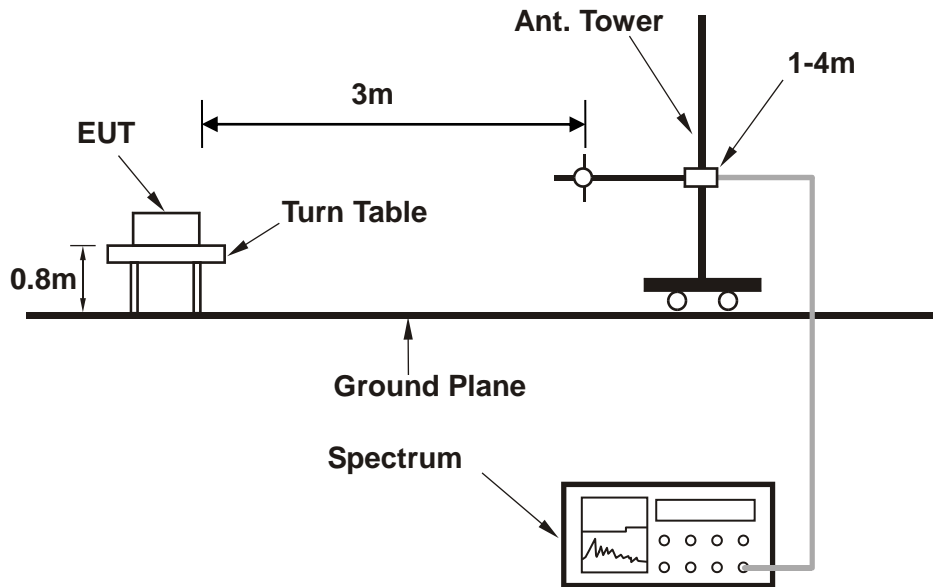 Ant. Tower
1-4m
3m
EUT
Turn Table
0.8m
Ground Plane
Spectrum